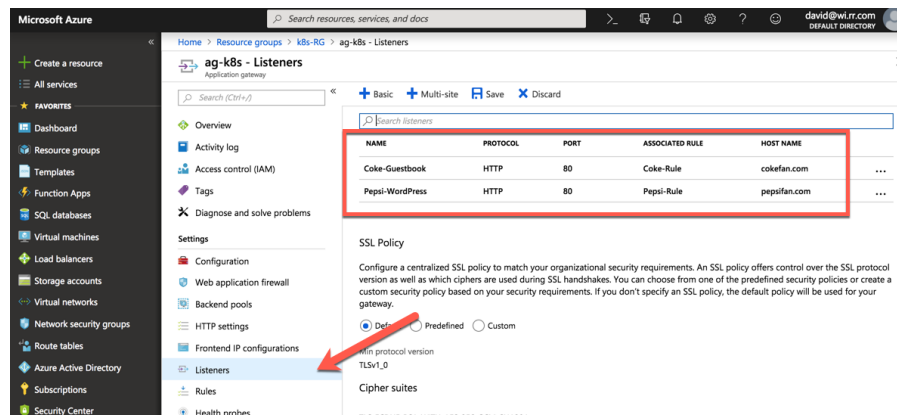 Microsoft Azure
Search resources, services, and docs
david@wi.rr.com
DEFAULT DIRECTORY
Create a resource
All services
FAVORITES
Dashboard
Resource groups
Templates
Function Apps
SQL databases
Virtual machines
Load balancers
Storage accounts
Virtual networks
Network security groups
Route tables
Azure Active Directory
Subscriptions
Security Center
Home > Resource groups > k8s-RG > ag-k8s - Listeners
ag-k8s - Listeners
Application gateway
Search (Ctrl+/)
Overview
Activity log
Access control (IAM)
Tags
Diagnose and solve problems
Settings
Configuration
Web application firewall
Backend pools
HTTP settings
Frontend IP configurations
Listeners
Rules
Health probes
Basic Multi-site Save Discard
Search listeners
NAME PROTOCOL PORT ASSOCIATED RULE HOST NAME
Coke-Guestbook HTTP 80 Coke-Rule cokefan.com ...
Pepsi-WordPress HTTP 80 Pepsi-Rule pepsifan.com ...
SSL Policy
Configure a centralized SSL policy to match your organizational security requirements. An SSL policy offers control over the SSL protocol
version as well as which ciphers are used during SSL handshakes. You can choose from one of the predefined security policies or create a
custom security policy based on your security requirements. If you don't specify an SSL policy, the default policy will be used for your
gateway.
Predefined Custom
Min protocol version
TLSv1_0
Cipher suites